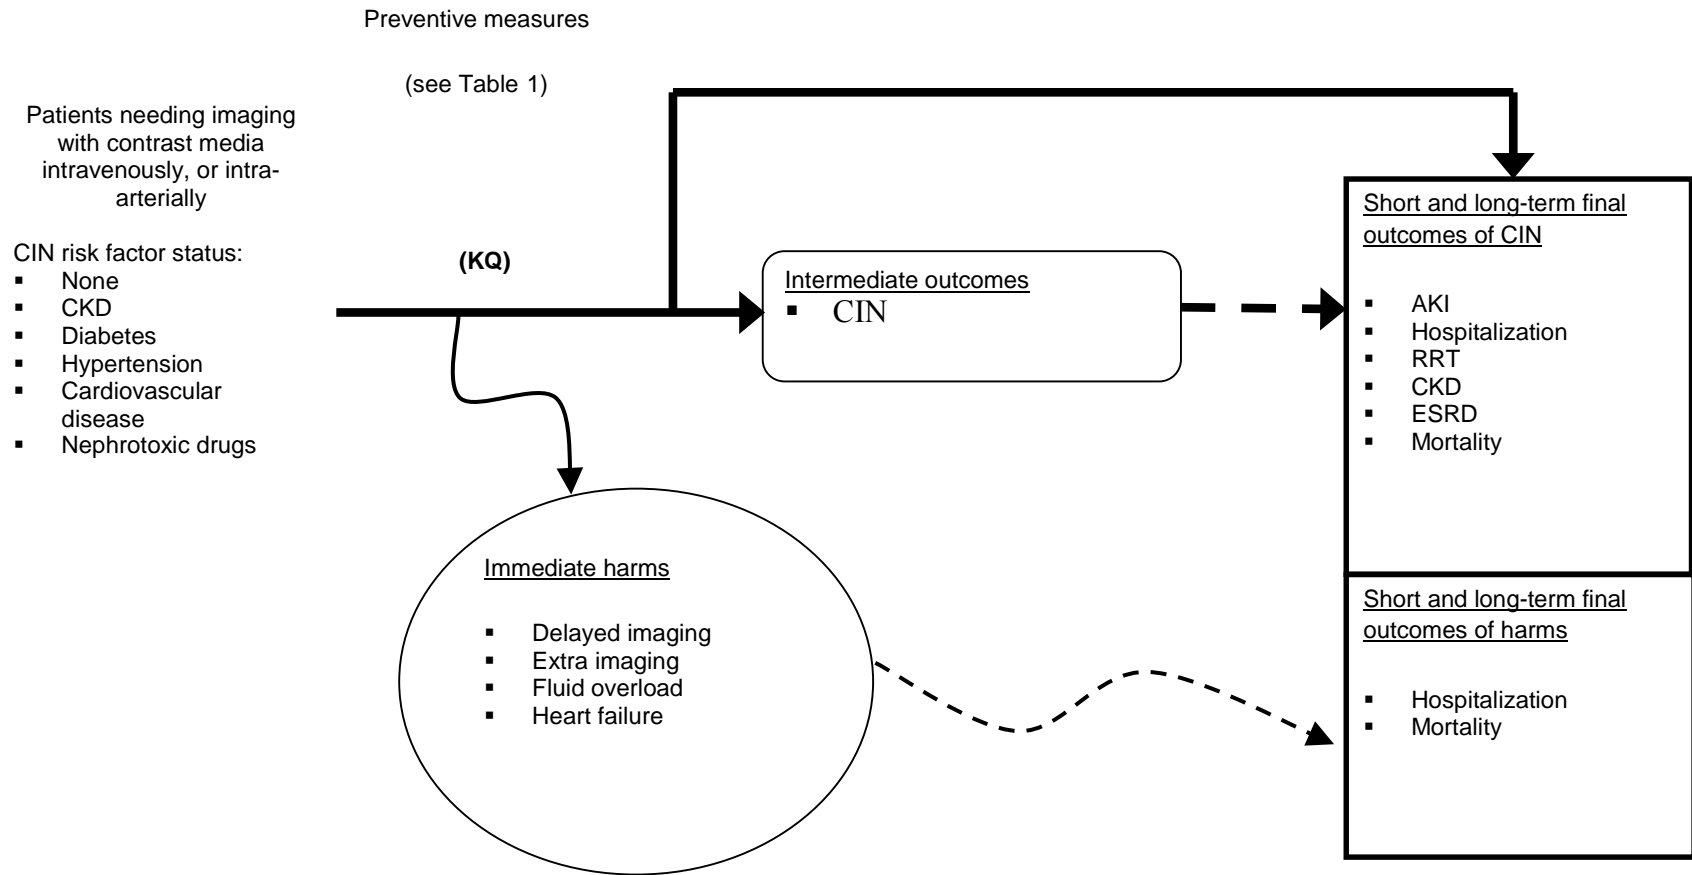 Preventive measures
(see Table 1)
Patients needing imaging
with contrast media
intravenously, or intra-
arterially
CIN risk factor status:
▪ None
▪ CKD
▪ Diabetes
▪ Hypertension
▪ Cardiovascular
disease
▪ Nephrotoxic drugs
(KQ)
Intermediate outcomes
▪ CIN
Short and long-term final
outcomes of CIN
▪ AKI
▪ Hospitalization
▪ RRT
▪ CKD
▪ ESRD
▪ Mortality
Immediate harms
▪ Delayed imaging
▪ Extra imaging
▪ Fluid overload
▪ Heart failure
Short and long-term final
outcomes of harms
▪ Hospitalization
▪ Mortality